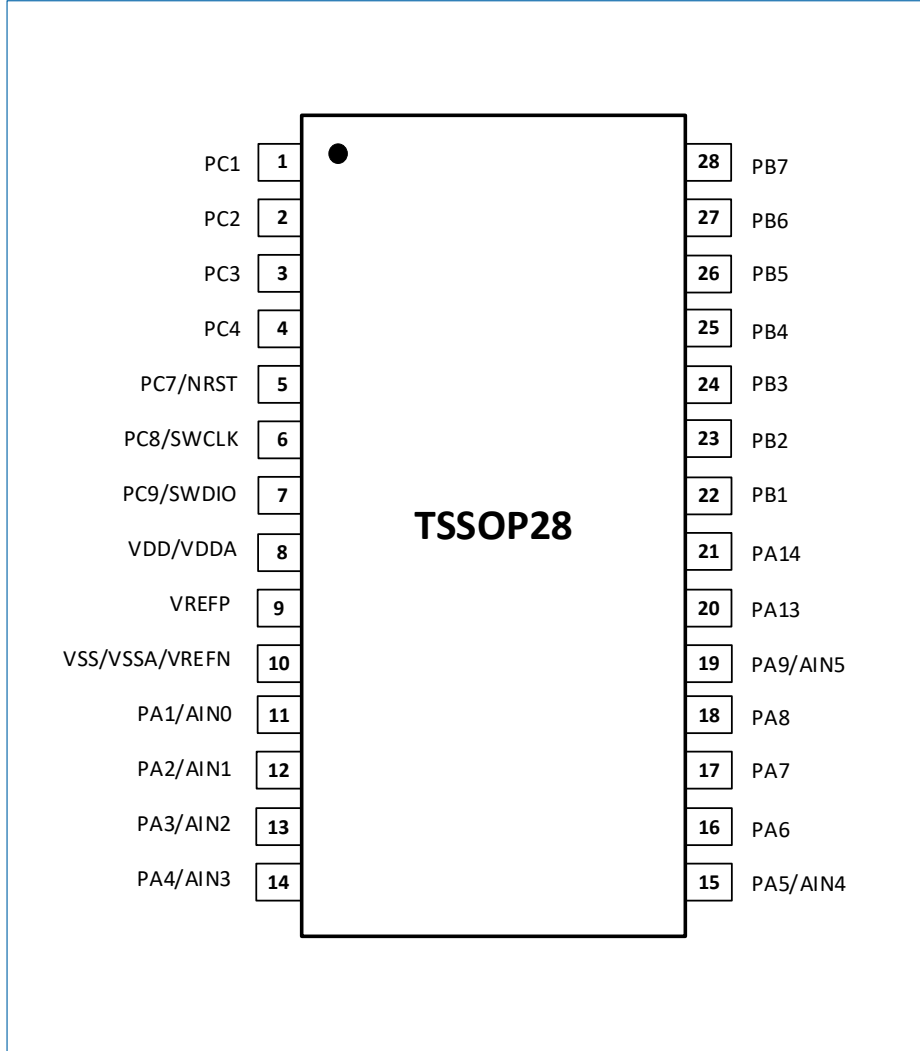 PC1 1 28 PB7
PC2 2 27 PB6
PC3 3 26 PB5
PC4 4 25 PB4
PC7/NRST 5 24 PB3
PC8/SWCLK 6 23 PB2
PC9/SWDIO 7 22 PB1
TSSOP28
VDD/VDDA 8 21 PA14
VREFP 9 20 PA13
VSS/VSSA/VREFN 10 19 PA9/AIN5
PA1/AIN0 11 18 PA8
PA2/AIN1 12 17 PA7
PA3/AIN2 13 16 PA6
PA4/AIN3 14 15 PA5/AIN4